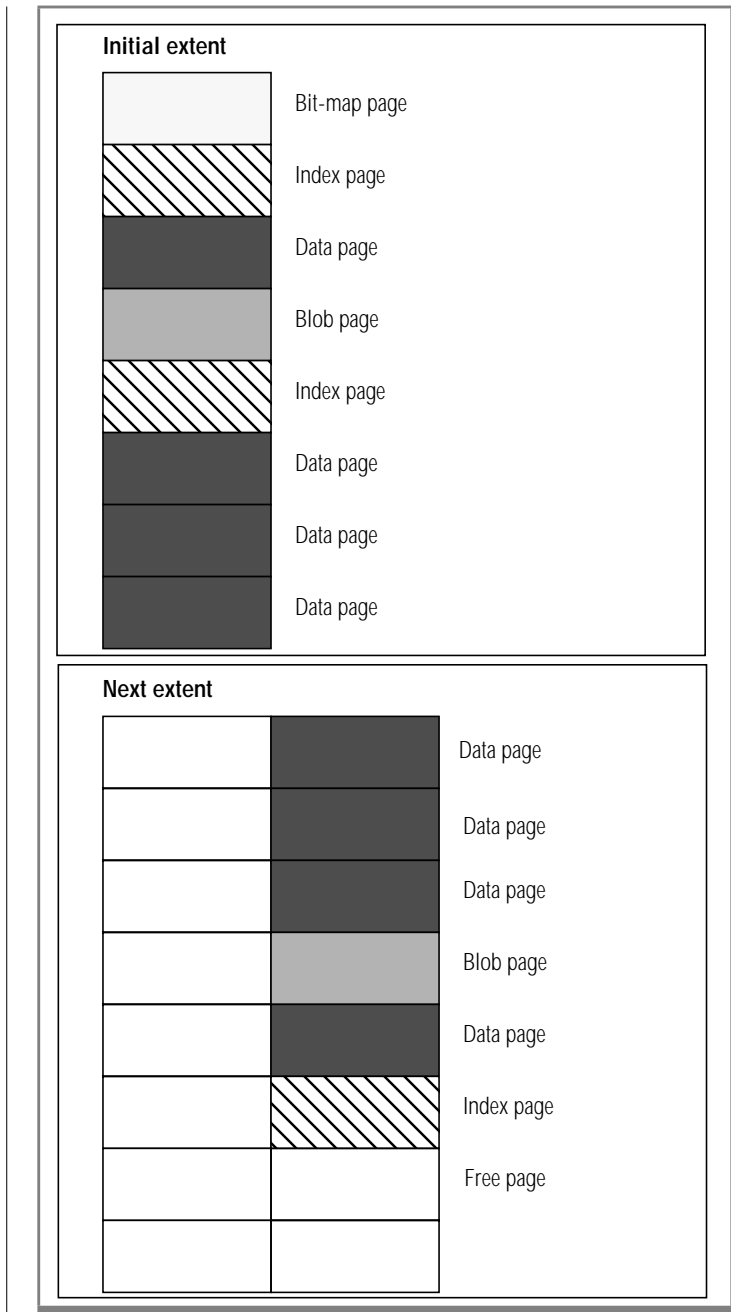 Initial extent
Bit-map page
Index page
Data page
Blob page
Index page
Data page
Data page
Data page
Next extent
Data page
Data page
Data page
Blob page
Data page
Index page
Free page